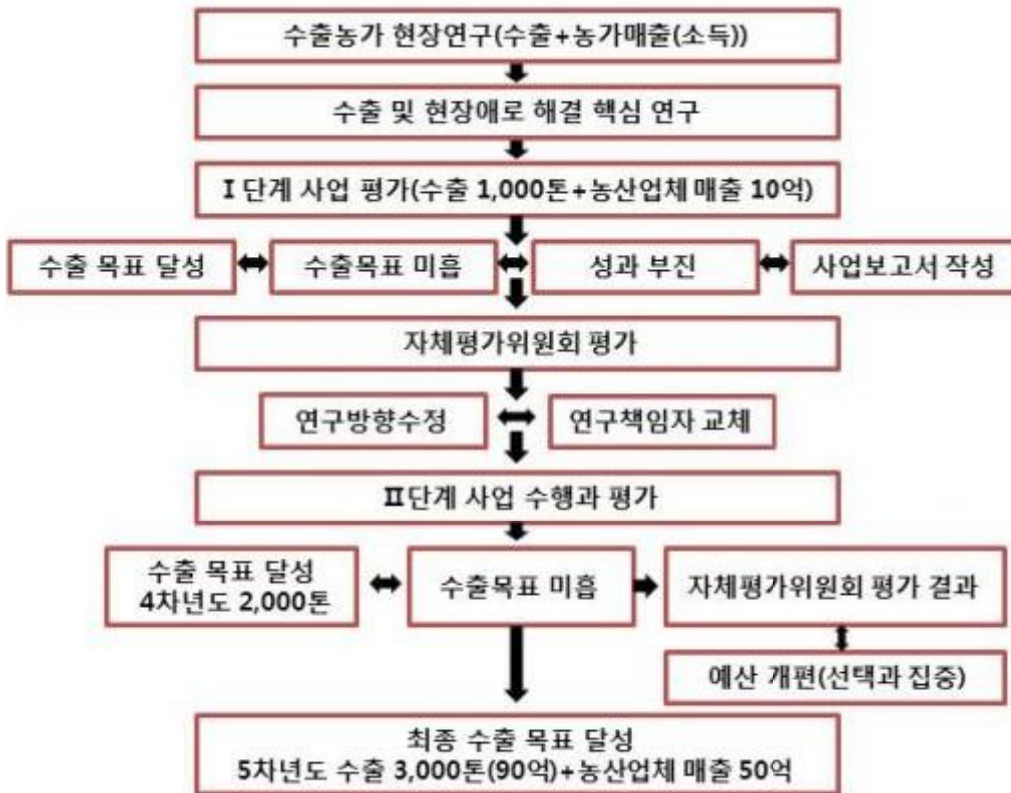 수출농가 현장연구(수출+농가매출(소득))
수출 및 현장애로 해결 핵심 연구
Ⅰ 단계 사업 평가(수출 1,000톤+농산업체 매출 10억)
수출 목표 달성
수출목표 미흡
성과 부진
사업보고서 작성
자체평가위원회 평가
연구방향수정
연구책임자 교체
Ⅱ단계 사업 수행과 평가
수출 목표 달성
4차년도 2,000톤
수출목표 미흡
자체평가위원회 평가 결과
예산 개편(선택과 집중)
최종 수출 목표 달성
5차년도 수출 3,000톤(90억)+농산업체 매출 50억